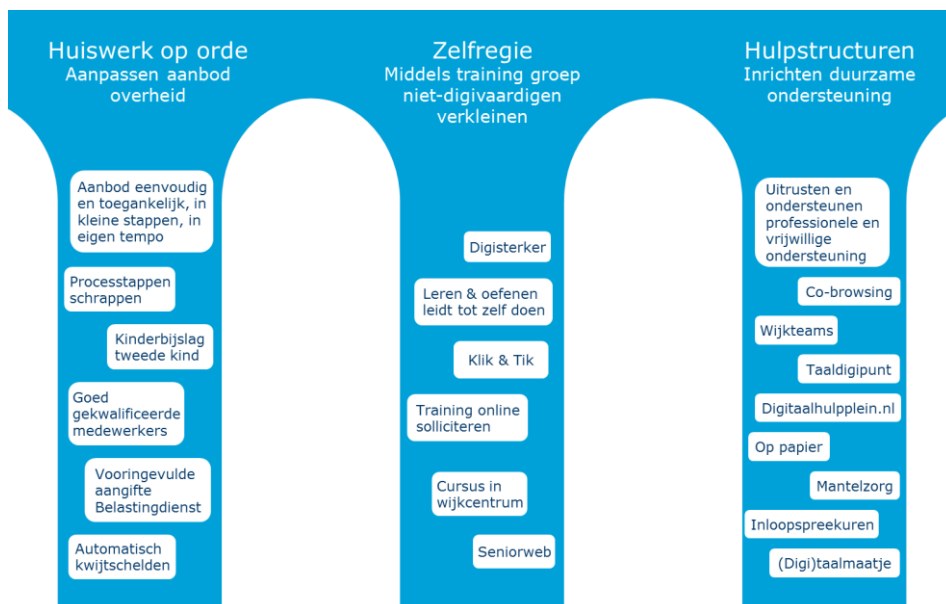 Huiswerk op orde
Aanpassen aanbod
overheid
Aanbod eenvoudig
en toegankelijk, in
kleine stappen, in
eigen tempo
Processtappen
schrappen
Kinderbijslag
tweede kind
Goed
gekwalificeerde
medewerkers
Vooringevulde
aangifte
Belastingdienst
Automatisch
kwijtschelden
Zelfregie
Middels training groep
niet-digivaardigen
verkleinen
Digisterker
Leren & oefenen
leidt tot zelf doen
Klik & Tik
Training online
solliciteren
Cursus in
wijkcentrum
Seniorweb
Hulpstructuren
Inrichten duurzame
ondersteuning
Uitrusten en
ondersteunen
professionele en
vrijwillige
ondersteuning
Co-browsing
Wijkteams
Taaldigipunt
Digitaalhulpplein.nl
Op papier
Mantelzorg
Inloopspreekuren
(Digi)taalmaatje